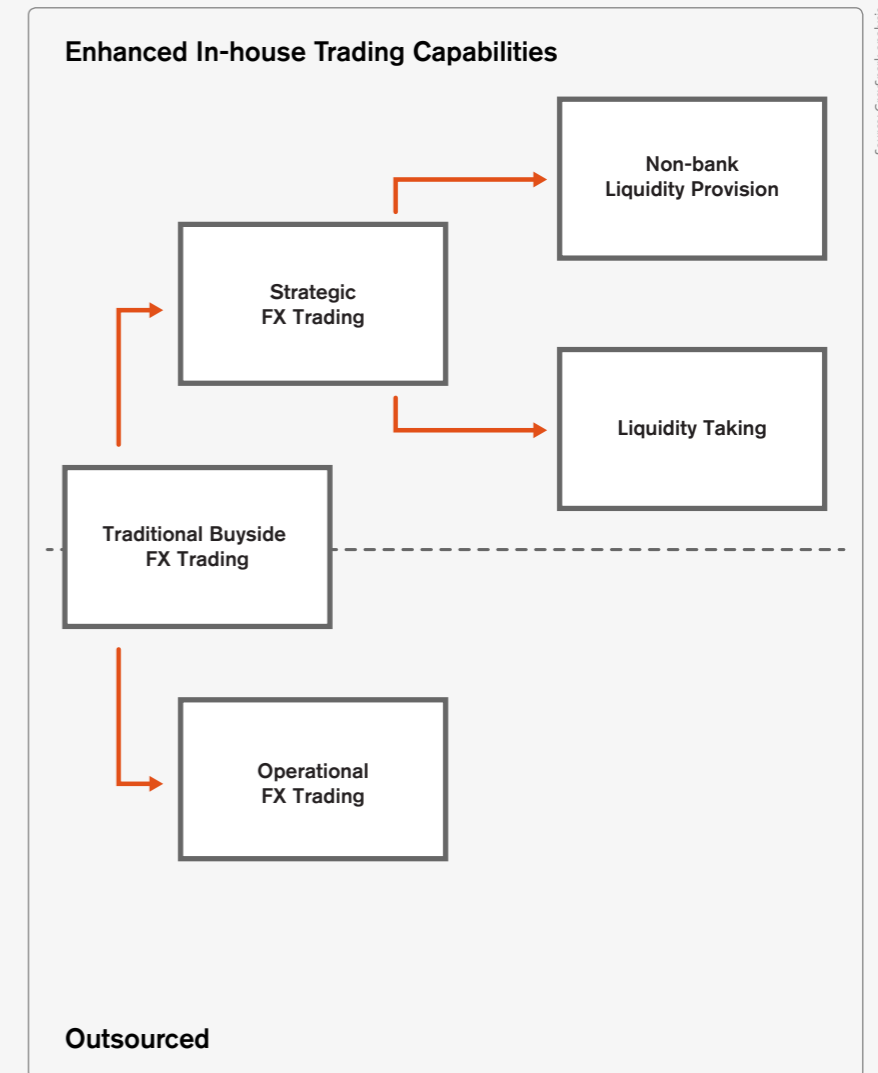 Enhanced In-house Trading Capabilities
Non-bank
Liquidity Provision
Strategic
FX Trading
Liquidity Taking
Traditional Buyside
FX Trading
Operational
FX Trading
Outsourced